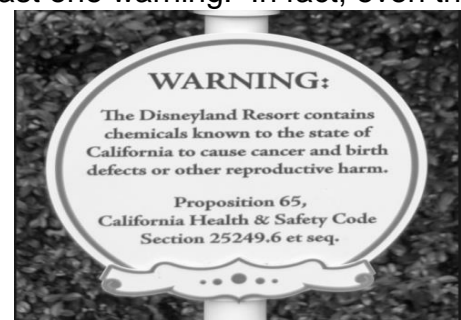 ast one warning. In fact, even th
WARNING:
The Disneyland Resort contains
chemicals known to the state of
California to cause cancer and birth
defects or other reproductive harm.
Proposition 65,
California Health & Safety Code
Section 25249.6 et seq.